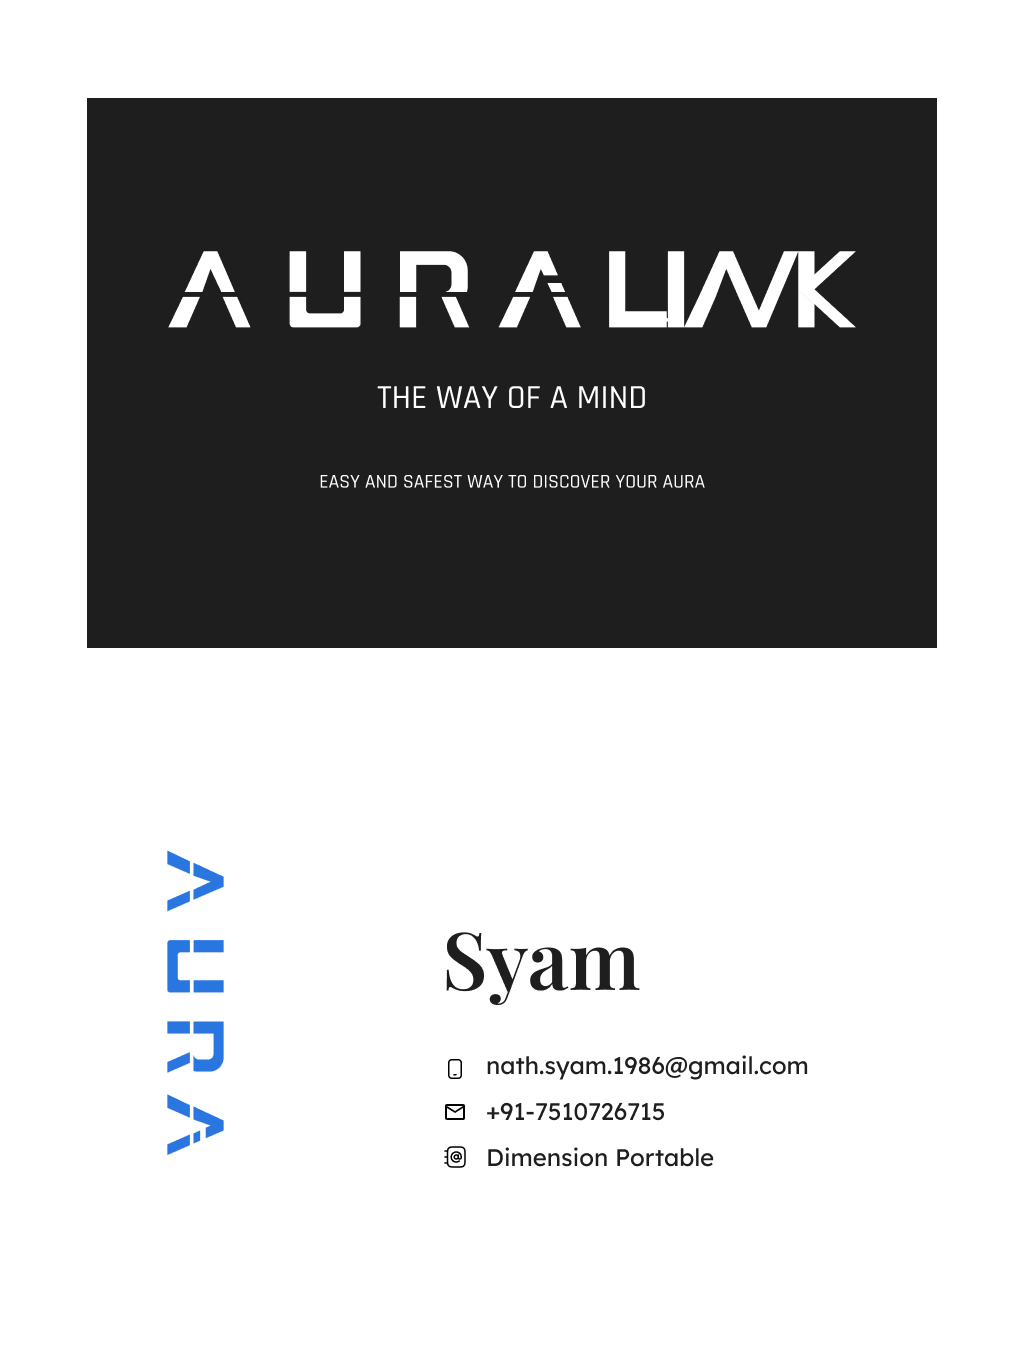 AURALINK
THE WAY OF A MIND
EASY AND SAFEST WAY TO DISCOVER YOUR AURA
AURA
Syam
nath.syam.1986@gmail.com
+91-7510726715
Dimension Portable